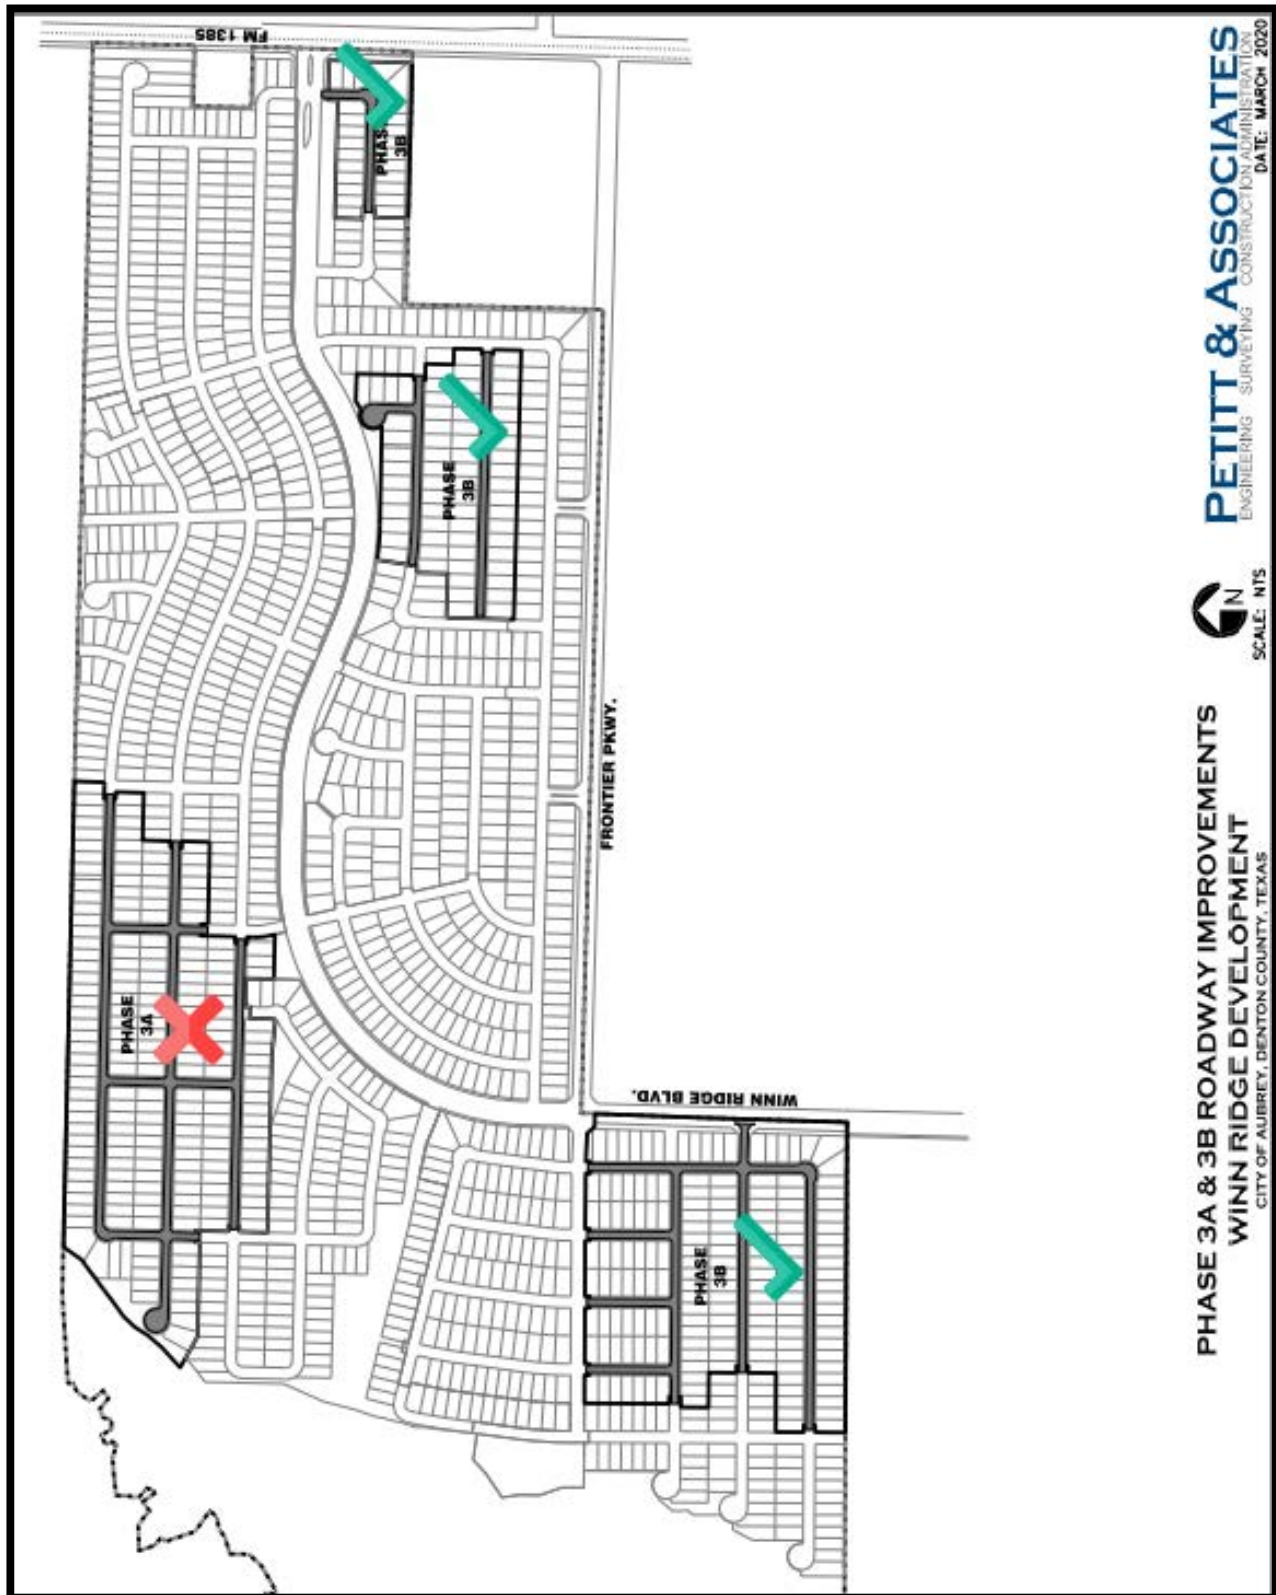 FM 1385
PHASE
3B
PHASE
3B
FRONTIER PKWY.
PHASE
3A
WINN RIDGE BLVD.
PHASE
3B
PHASE 3A & 3B ROADWAY IMPROVEMENTS
WINN RIDGE DEVELOPMENT
CITY OF AUBREY, DENTON COUNTY, TEXAS
N
SCALE: NTS
PETITT & ASSOCIATES
ENGINEERING SURVEYING CONSTRUCTION ADMINISTRATION
DATE: MARCH 2020